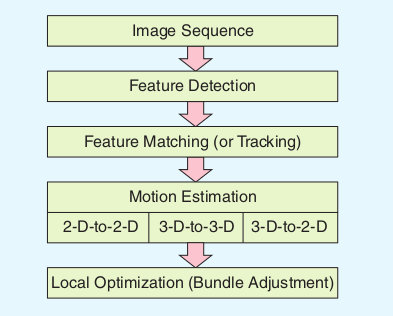 Image Sequence
Feature Detection
Feature Matching (or Tracking)
Motion Estimation
2-D-to-2-D 3-D-to-3-D 3-D-to-2-D
Local Optimization (Bundle Adjustment)